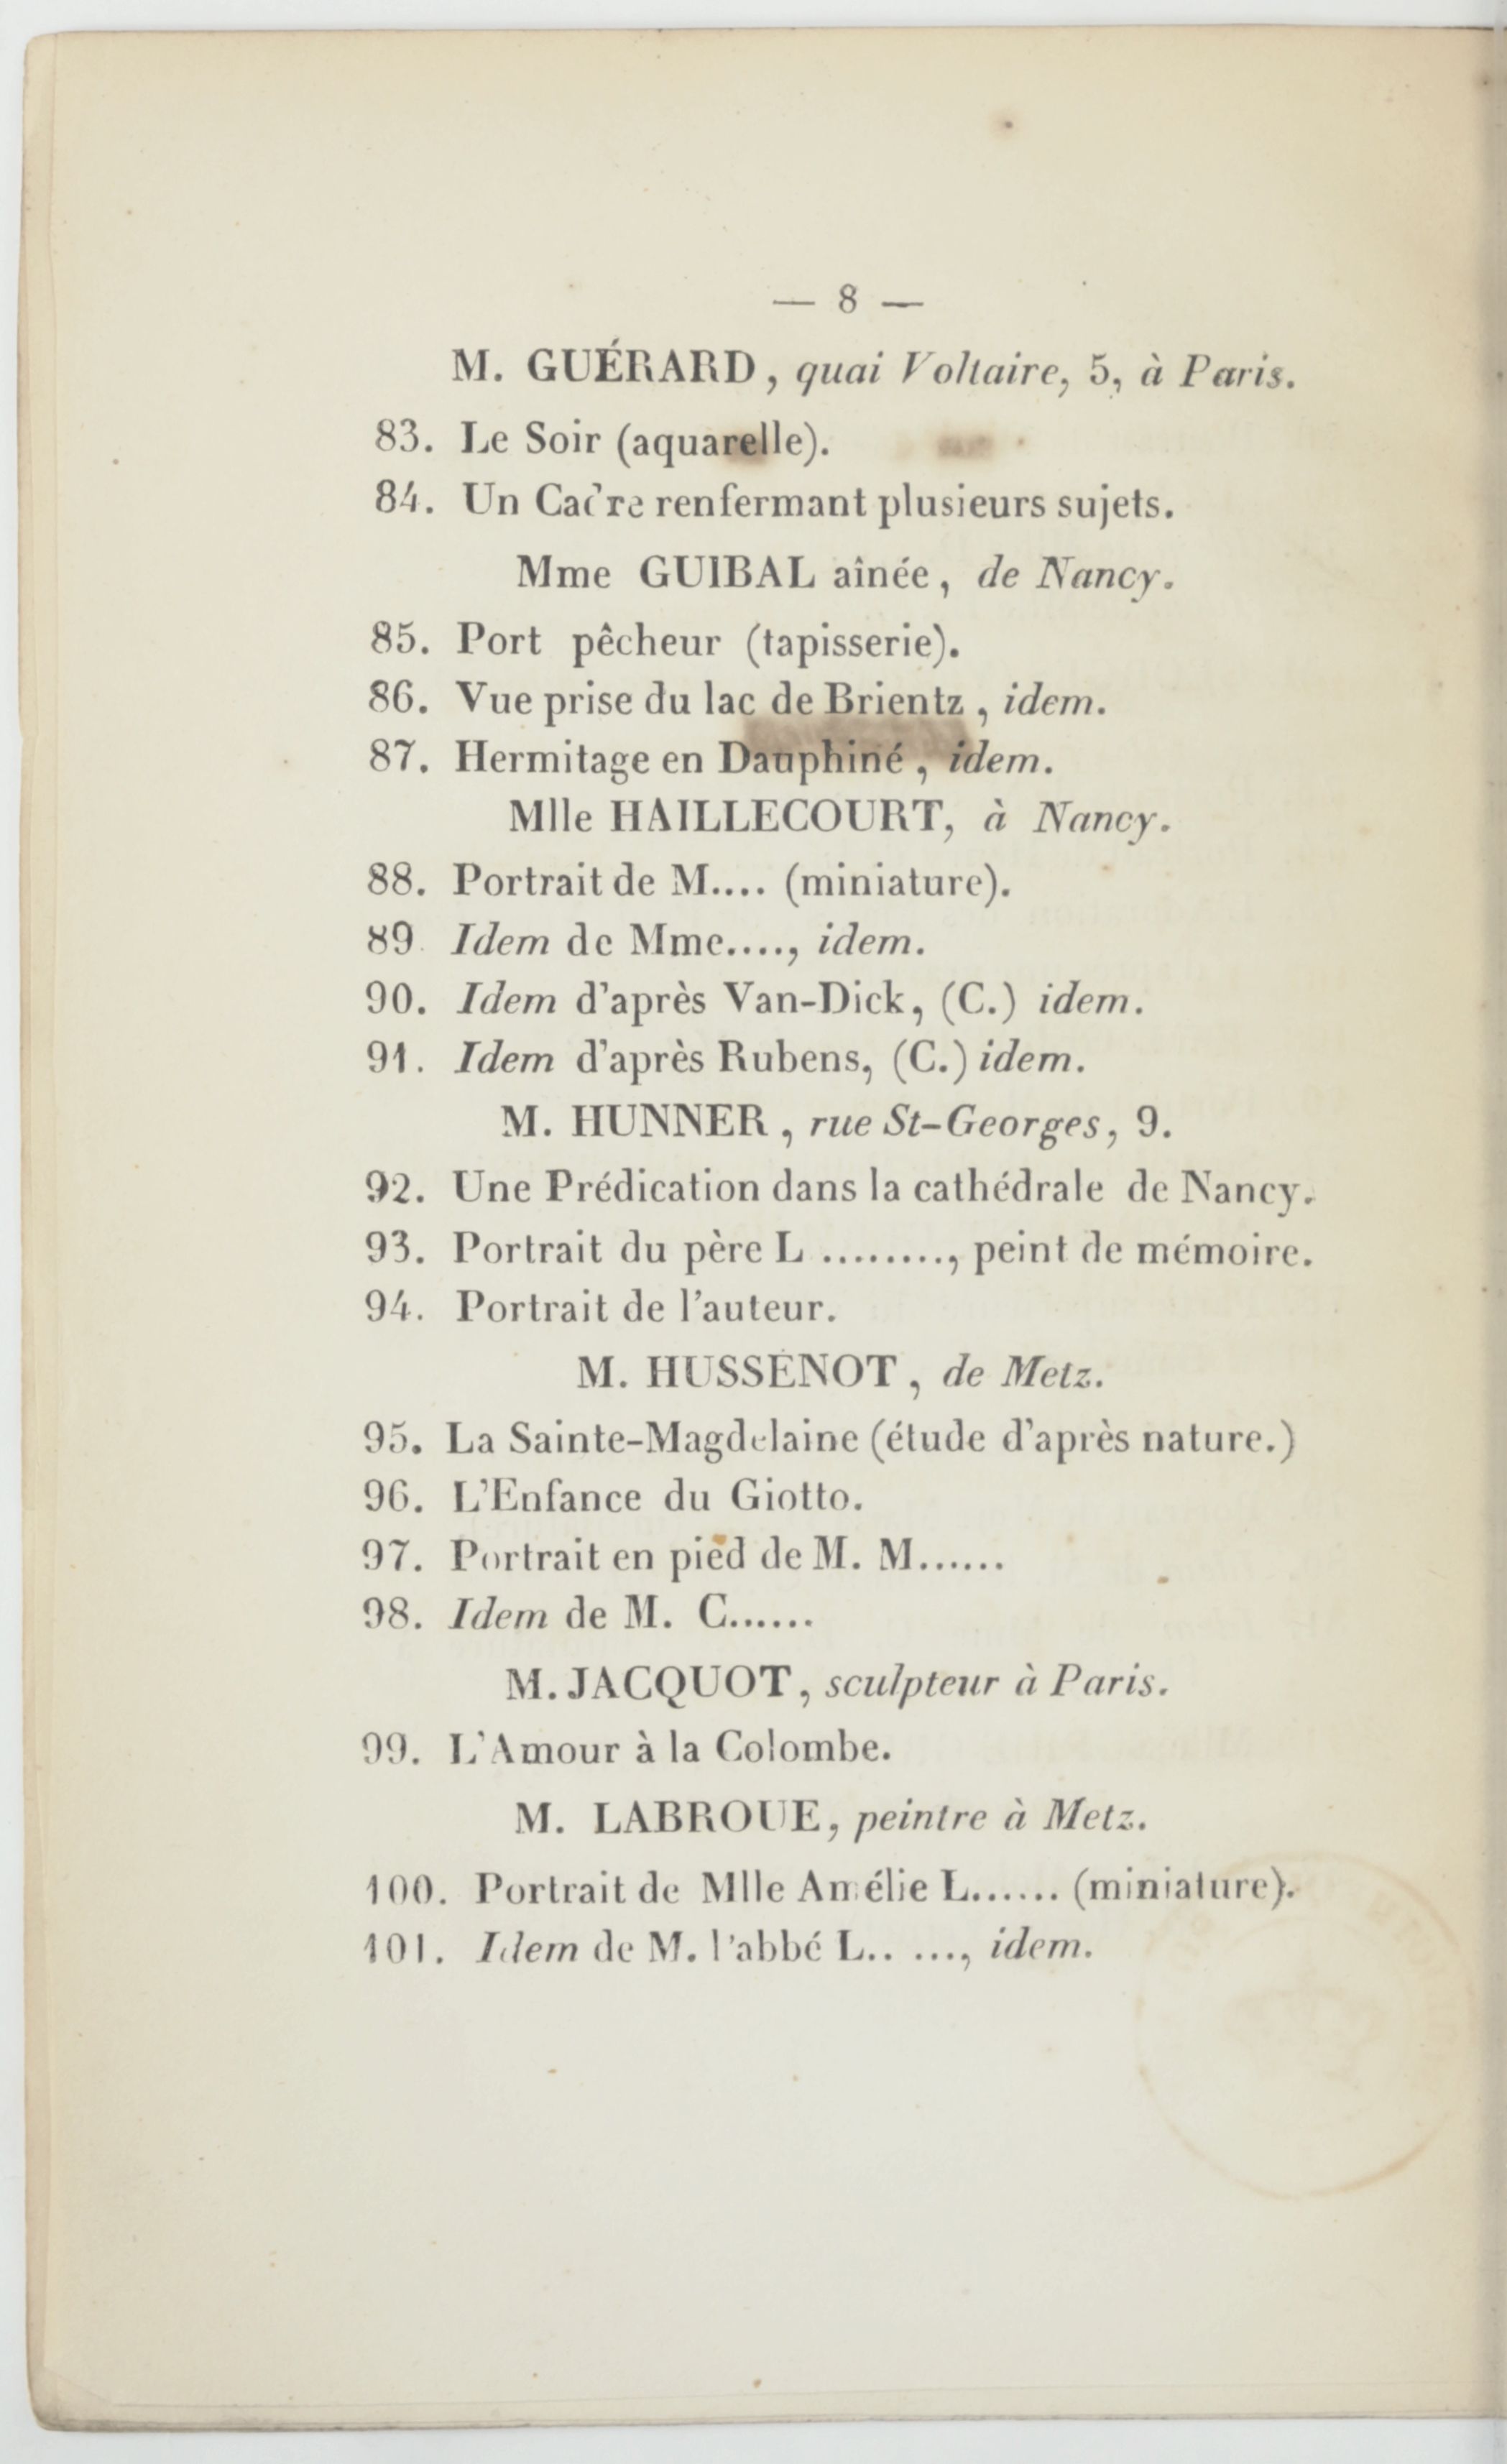 — 8 —
M. GUÉRARD, quai Voltaire, 5, à Paris.
83. Le Soir (aquarelle).
84. Un Cadre renfermant plusieurs sujets.
Mme GUIBAL aînée, de Nancy.
85. Port pêcheur (tapisserie).
86. Vue prise du lac de Brientz, idem.
87. Hermitage en Dauphiné, idem.
Mlle HAILLECOURT, à Nancy.
88. Portrait de M.... (miniature).
89. Idem de Mme...., idem.
90. Idem d'après Van-Dick, (C.) idem.
91. Idem d'après Rubens, (C.) idem.
M. HUNNER, rue St-Georges, 9.
92. Une Prédication dans la cathédrale de Nancy.
93. Portrait du père L ........, peint de mémoire.
94. Portrait de l'auteur.
M. HUSSENOT, de Metz.
95. La Sainte-Magdelaine (étude d'après nature.)
96. L'Enfance du Giotto.
97. Portrait en pied de M. M......
98. Idem de M. C......
M. JACQUOT, sculpteur à Paris.
99. L'Amour à la Colombe.
M. LABROUE, peintre à Metz.
100. Portrait de Mlle Amélie L...... (miniature).
101. Idem de M. l'abbé L.. ..., idem.